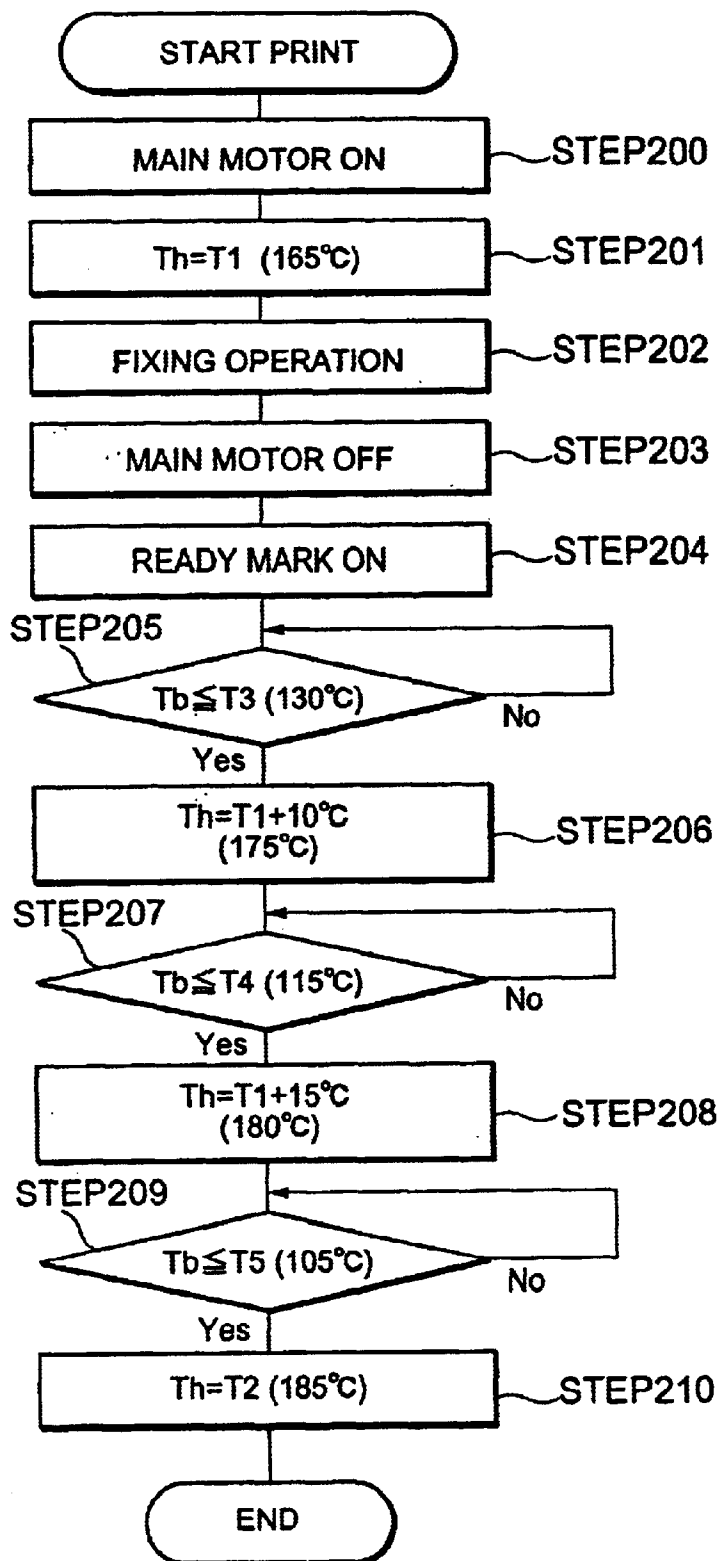 START PRINT
MAIN MOTOR ON
STEP200
Th=T1 (165°C)
STEP201
FIXING OPERATION
STEP202
MAIN MOTOR OFF
STEP203
READY MARK ON
STEP204
STEP205
Tb≦T3 (130°C)
No
Yes
Th=T1+10°C
(175°C)
STEP206
STEP207
Tb≦T4 (115°C)
No
Yes
Th=T1+15°C
(180°C)
STEP208
STEP209
Tb≦T5 (105°C)
No
Yes
Th=T2 (185°C)
STEP210
END